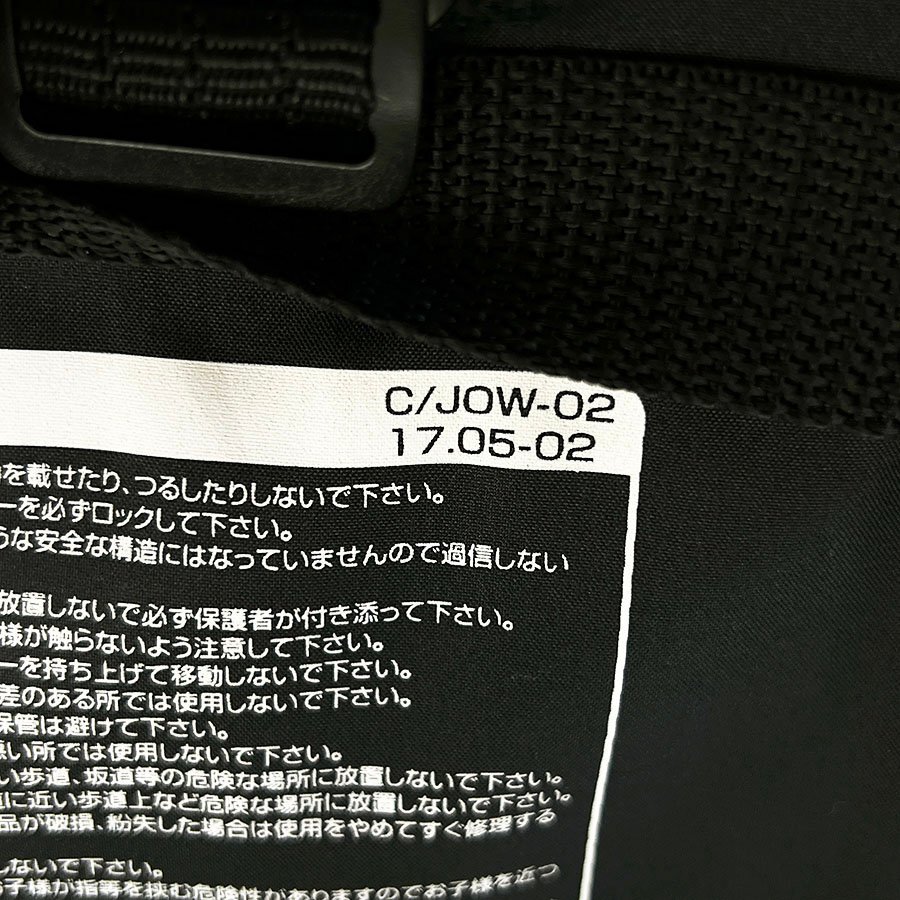 C/JOW-02
17.05-02
を載せたり、つるしたりしないで下さい。
ーを必ずロックして下さい。
うな安全な構造にはなっていませんので過信しない
放置しないで必ず保護者が付き添って下さい。
様が触らないよう注意して下さい。
ーを持ち上げて移動しないで下さい。
差のある所では使用しないで下さい。
保管は避けて下さい。
悪い所では使用しないで下さい。
い歩道、坂道等の危険な場所に放置しないで下さい。
道に近い歩道上など危険な場所に放置しないで下さい。
品が破損、紛失した場合は使用をやめてすぐ修理する
しないで下さい。
お子様が指等を挟む危険性がありますのでお子様を近づ